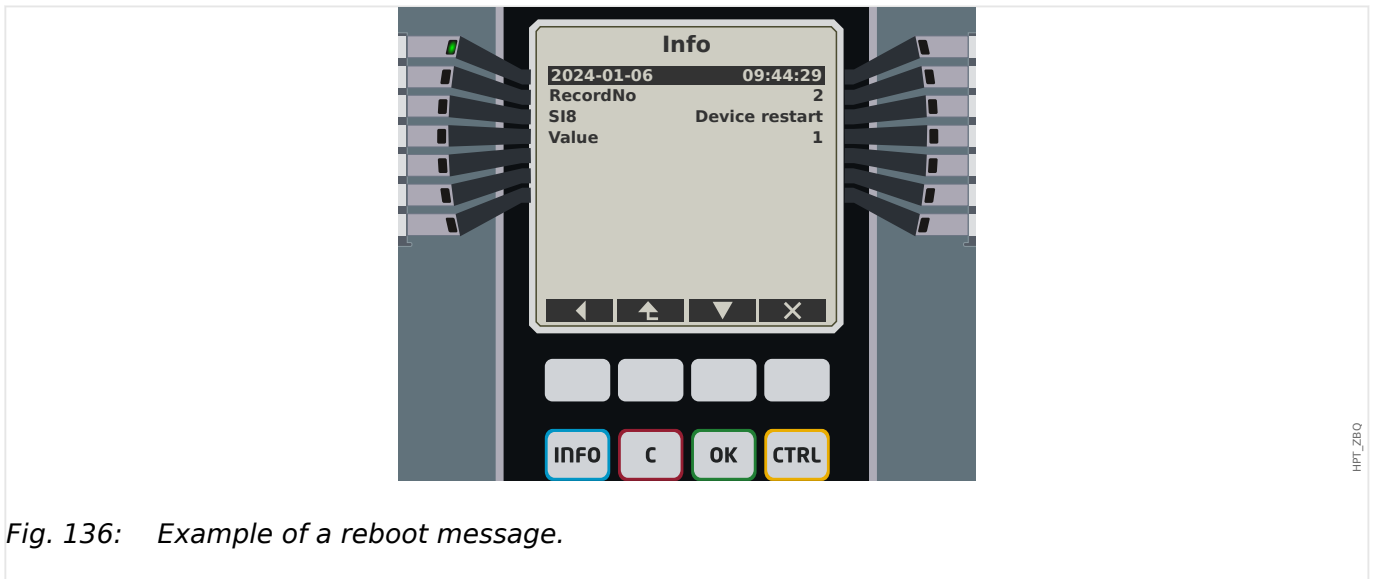 Info
2024-01-06 09:44:29
RecordNo 2
SI8 Device restart
Value 1
INFO C OK CTRL
HPT_ZBQ
Fig. 136: Example of a reboot message.